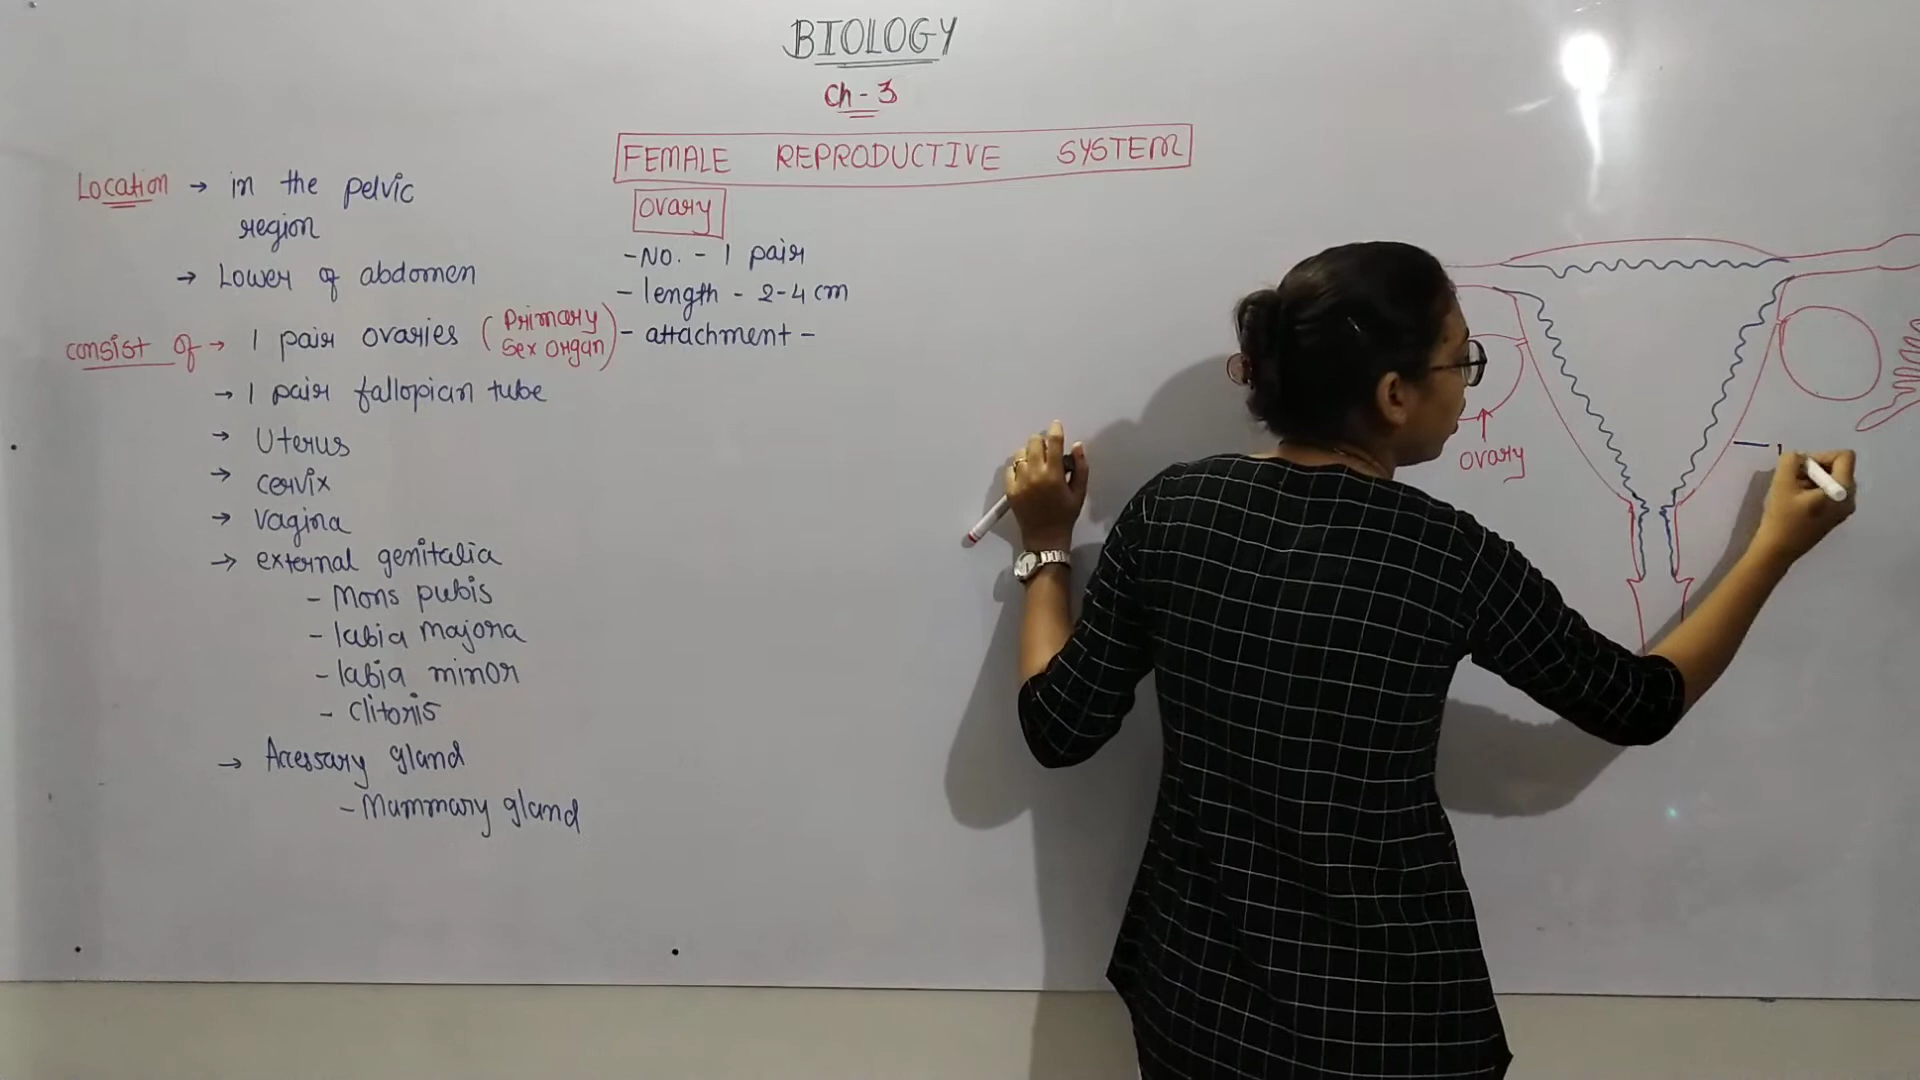 BIOLOGY
Ch - 3
FEMALE REPRODUCTIVE SYSTEM
Location → in the pelvic
region
→ Lower of abdomen
consist of → 1 pair ovaries (Primary
Sex Organ)
→ 1 pair fallopian tube
→ Uterus
→ cervix
→ vagina
→ external genitalia
- Mons pubis
- labia majora
- labia minor
- clitoris
→ Accessary gland
- Mammary gland
ovary
- No. - 1 pair
- length - 2-4 cm
- attachment -
ovary